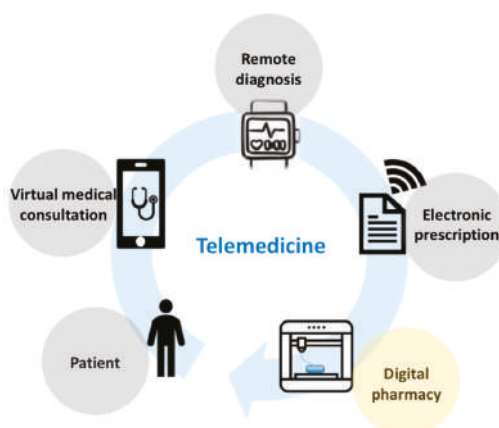 Remote
diagnosis
Virtual medical
consultation
Electronic
prescription
Telemedicine
Patient
Digital
pharmacy